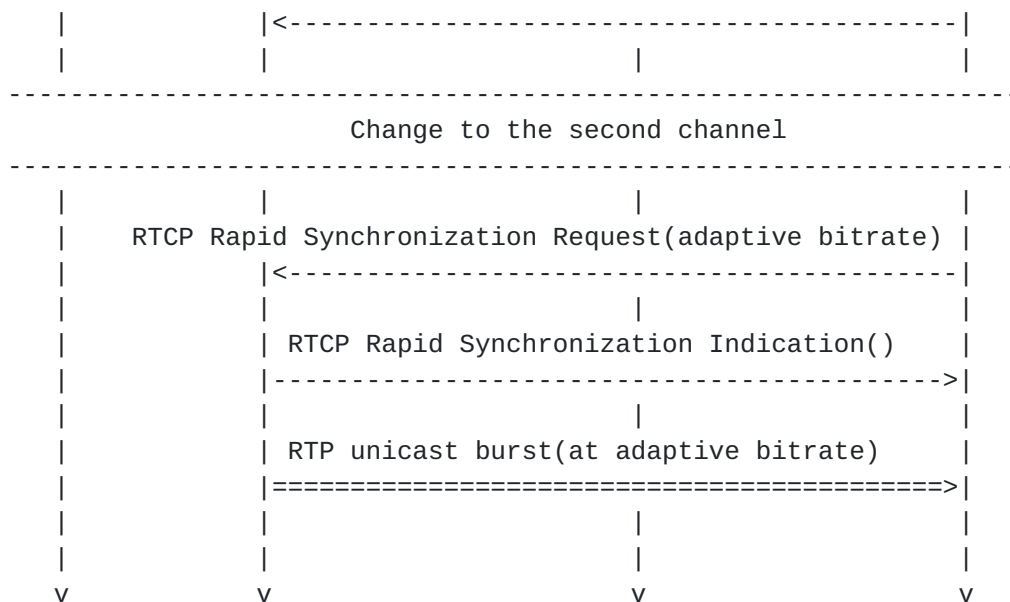 |            |<-------------------------------------------|
|            |                       |                    |
-----------------------------------------------------------------
Change to the second channel
-----------------------------------------------------------------
|            |                       |                    |
|    RTCP Rapid Synchronization Request(adaptive bitrate) |
|            |<-------------------------------------------|
|            |                       |                    |
|            | RTCP Rapid Synchronization Indication()    |
|            |------------------------------------------->|
|            |                       |                    |
|            | RTP unicast burst(at adaptive bitrate)     |
|            |===========================================>|
|            |                       |                    |
|            |                       |                    |
v            v                       v                    v